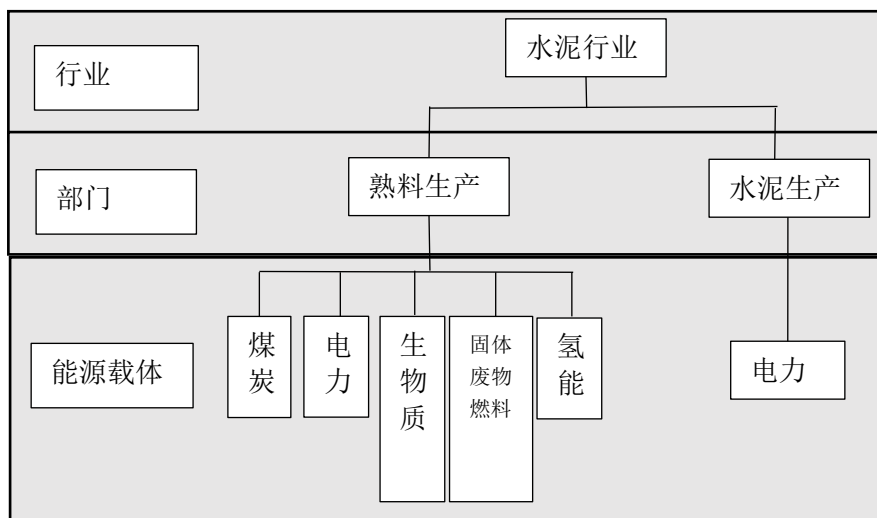 水泥行业
行业
部门
熟料生产
水泥生产
能源载体
煤
炭
电
力
生
物
质
固体
废物
燃料
氢
能
电力